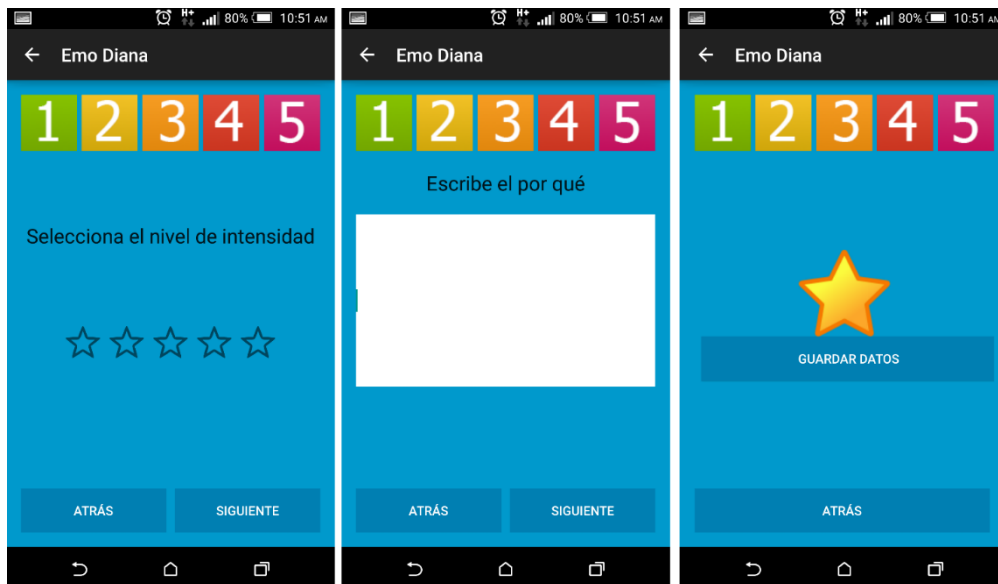 H+ 80% 10:51 AM
Emo Diana
1 2 3 4 5
Selecciona el nivel de intensidad
ATRÁS SIGUIENTE
H+ 80% 10:51 AM
Emo Diana
1 2 3 4 5
Escribe el por qué
ATRÁS SIGUIENTE
H+ 80% 10:51 AM
Emo Diana
1 2 3 4 5
GUARDAR DATOS
ATRÁS